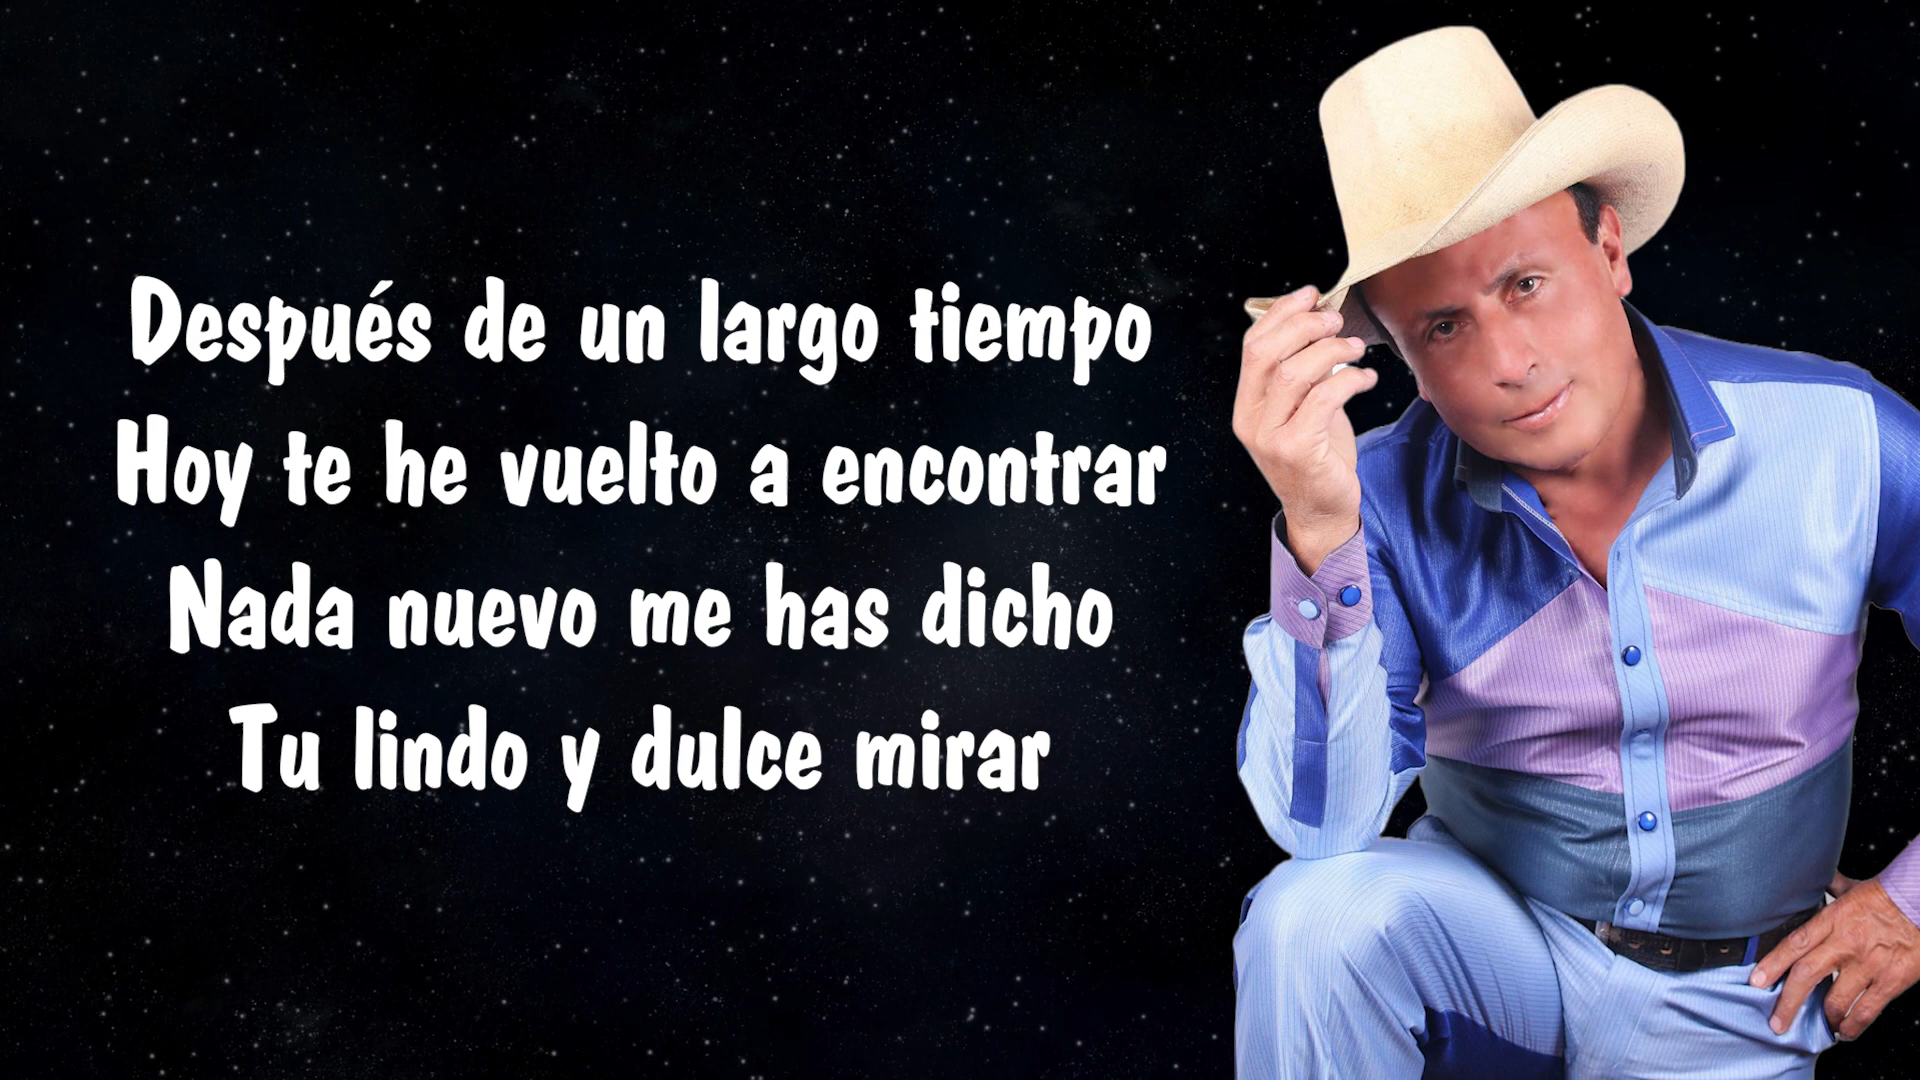 Después de un largo tiempo
Hoy te he vuelto a encontrar
Nada nuevo me has dicho
Tu lindo y dulce mirar